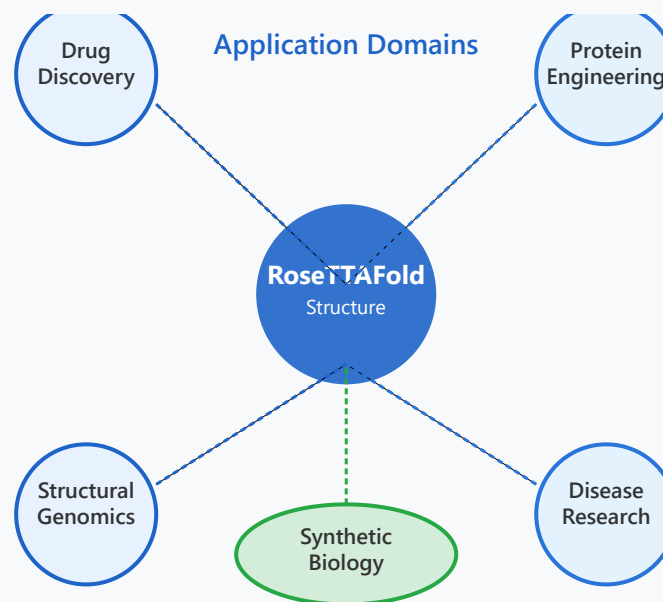 Application Domains
Drug
Discovery
Protein
Engineering
RoseTTAFold
Structure
Structural
Genomics
Synthetic
Biology
Disease
Research